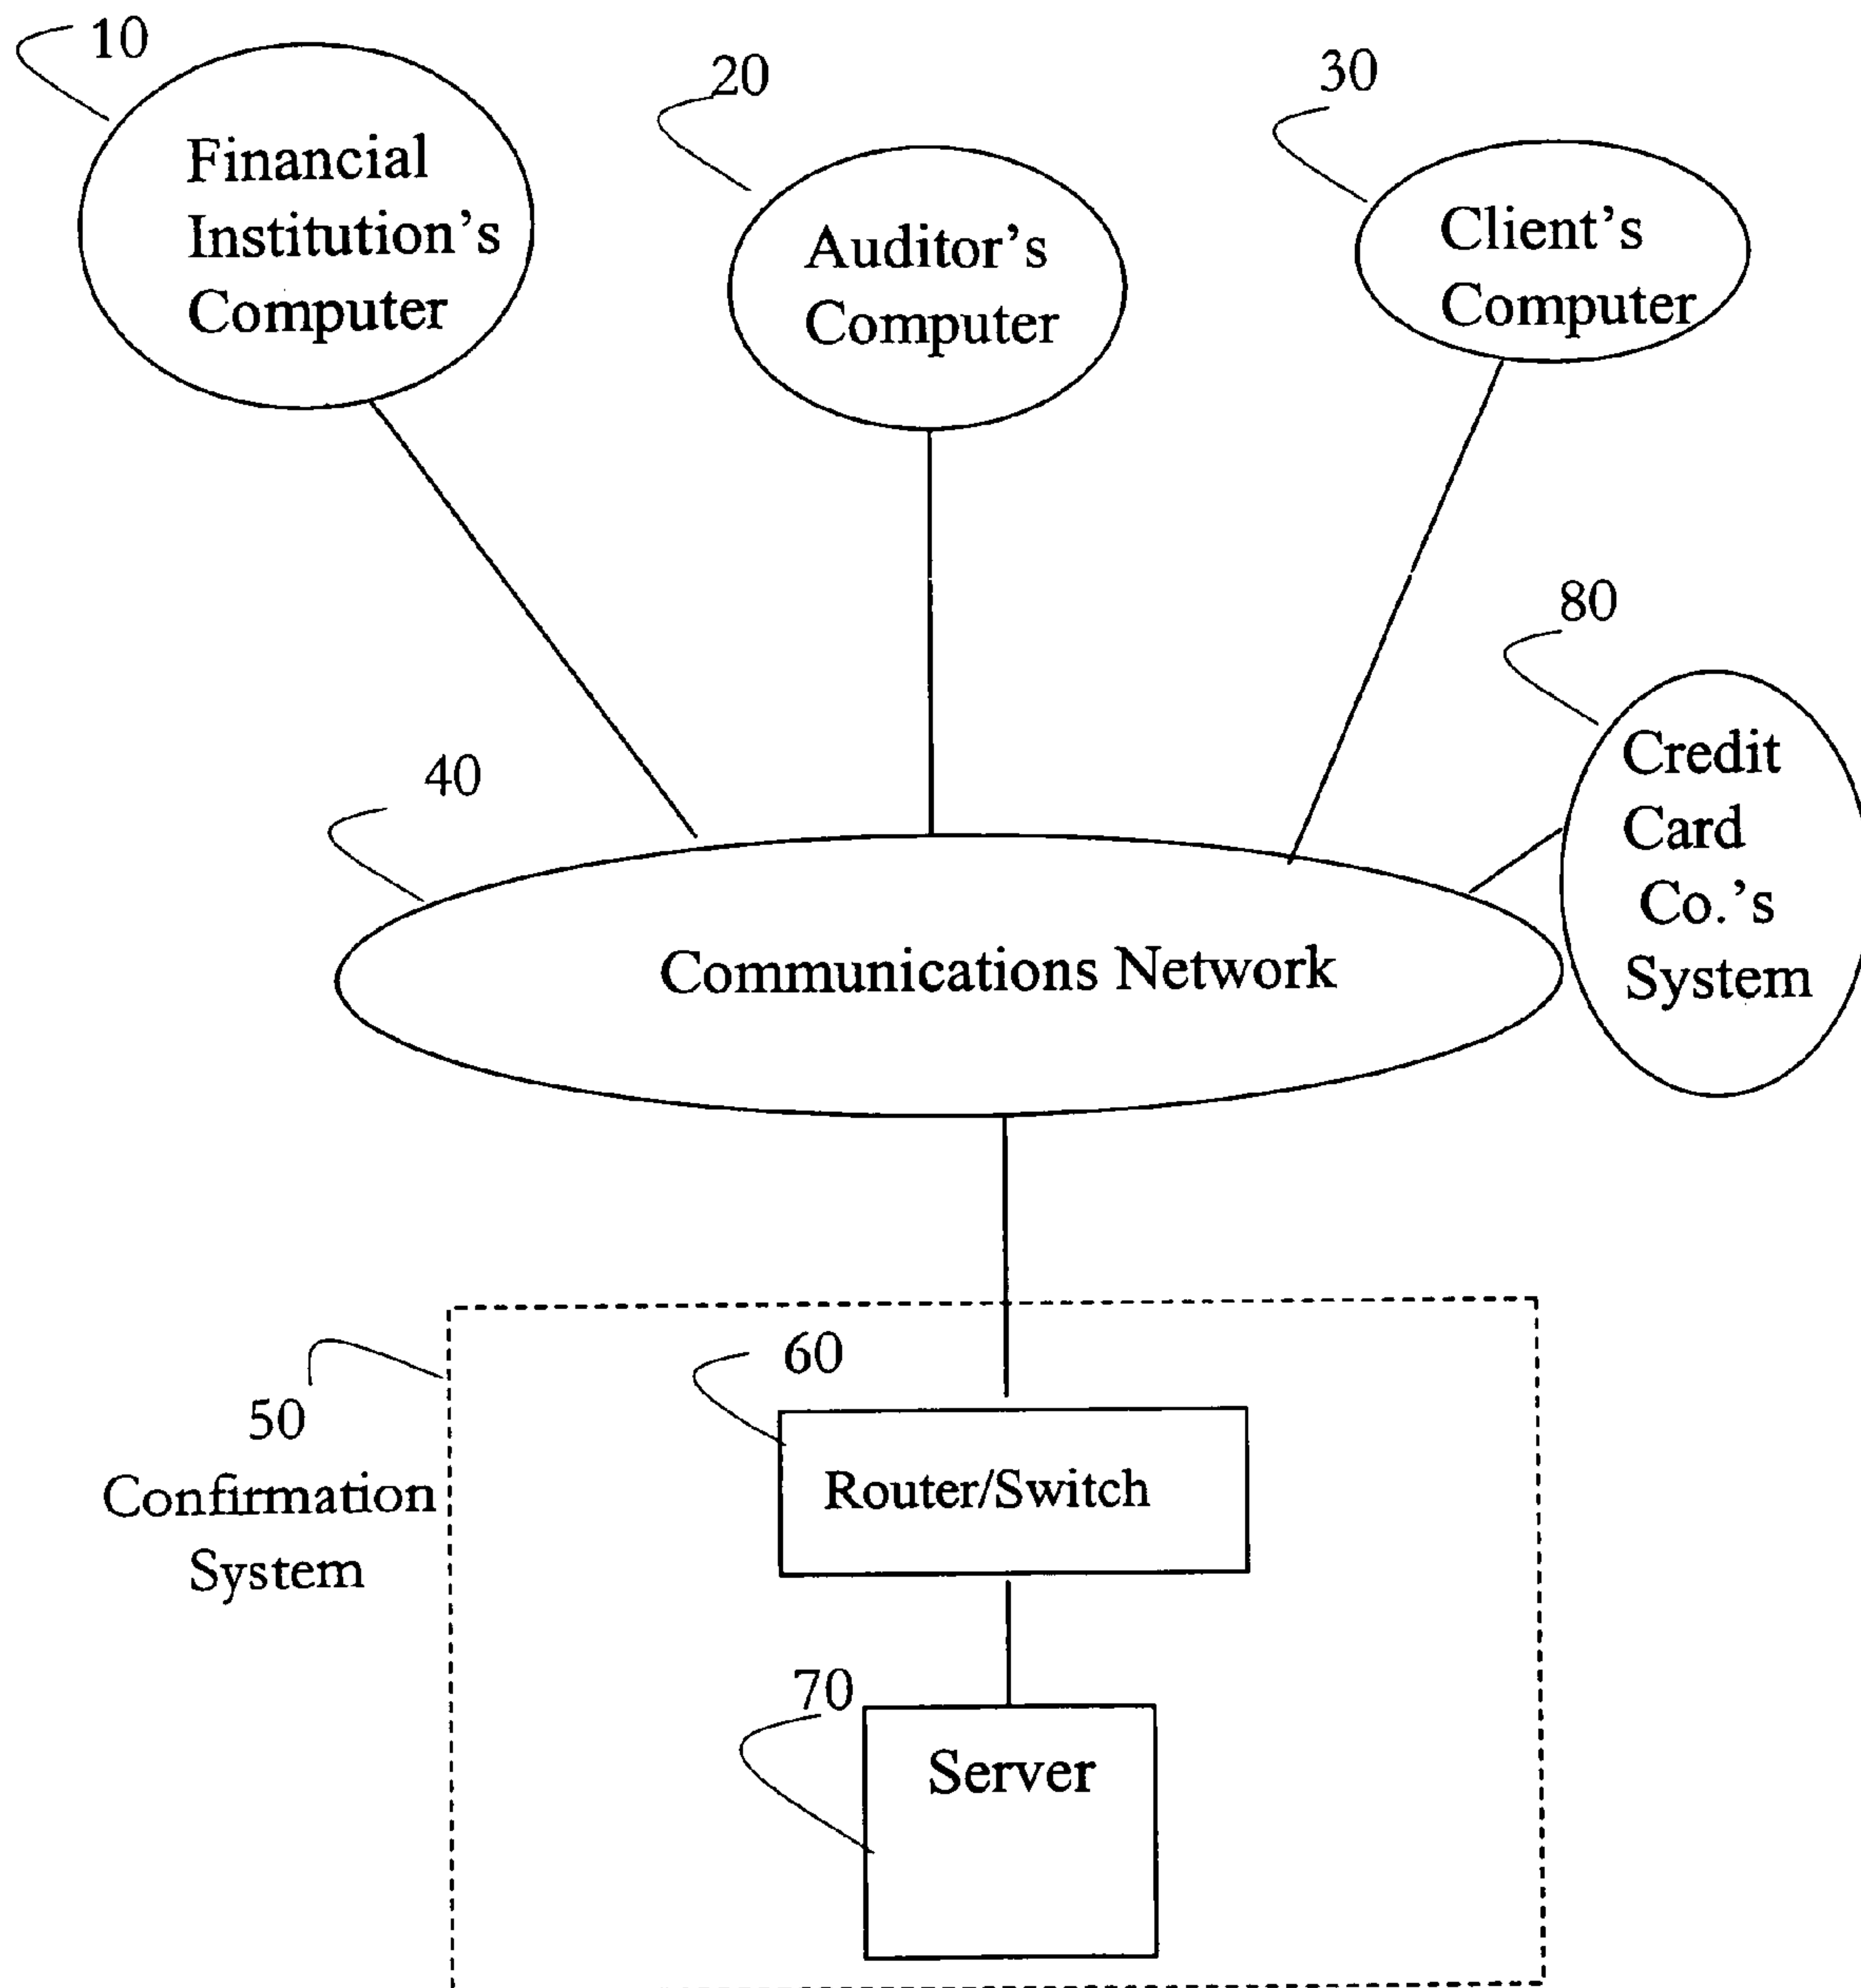 10
Financial
Institution's
Computer
20
Auditor's
Computer
30
Client's
Computer
80
Credit
Card
Co.'s
System
40
Communications Network
50
Confirmation
System
60
Router/Switch
70
Server